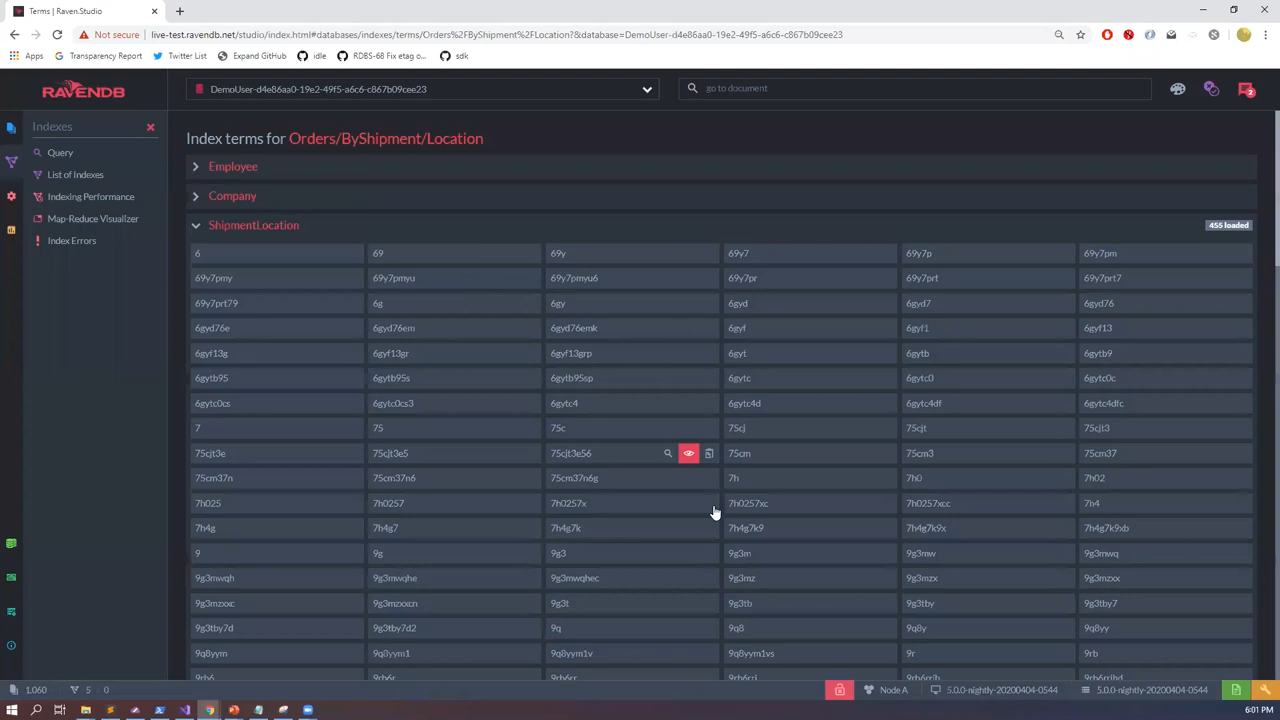 Terms | Raven.Studio
Not secure | live-test.ravendb.net/studio/index.html#databases/indexes/terms/Orders%2FByShipment%2FLocation?&database=DemoUser-d4e86aa0-19e2-49f5-a6c6-c867b09cee23
Apps Transparency Report Twitter List Expand GitHub idle RDBS-68 Fix etag o... sdk
RAVENDB DemoUser-d4e86aa0-19e2-49f5-a6c6-c867b09cee23 go to document 2
Indexes
Query
List of Indexes
Indexing Performance
Map-Reduce Visualizer
Index Errors
Index terms for Orders/ByShipment/Location
Employee
Company
ShipmentLocation 455 loaded
6 69 69y 69y7 69y7p 69y7pm
69y7pmy 69y7pmyu 69y7pmyu6 69y7pr 69y7prt 69y7prt7
69y7prt79 6g 6gy 6gyd 6gyd7 6gyd76
6gyd76e 6gyd76em 6gyd76emk 6gyf 6gyf1 6gyf13
6gyf13g 6gyf13gr 6gyf13grp 6gyt 6gytb 6gytb9
6gytb95 6gytb95s 6gytb95sp 6gytc 6gytc0 6gytc0c
6gytc0cs 6gytc0cs3 6gytc4 6gytc4d 6gytc4df 6gytc4dfc
7 75 75c 75cj 75cjt 75cjt3
75cjt3e 75cjt3e5 75cjt3e56 75cm 75cm3 75cm37
75cm37n 75cm37n6 75cm37n6g 7h 7h0 7h02
7h025 7h0257 7h0257x 7h0257xc 7h0257xcc 7h4
7h4g 7h4g7 7h4g7k 7h4g7k9 7h4g7k9x 7h4g7k9xb
9 9g 9g3 9g3m 9g3mw 9g3mwq
9g3mwqh 9g3mwqhe 9g3mwqhec 9g3mz 9g3mzx 9g3mzxx
9g3mzxxc 9g3mzxxcn 9g3t 9g3tb 9g3tby 9g3tby7
9g3tby7d 9g3tby7d2 9q 9q8 9q8y 9q8yy
9q8yym 9q8yym1 9q8yym1v 9q8yym1vs 9r 9rb
9rb6 9rb6r 9rb6rr 9rb6rrj 9rb6rrjh 9rb6rrjhd
1,060 5 0 Node A 5.0.0-nightly-20200404-0544 5.0.0-nightly-20200404-0544
6:01 PM